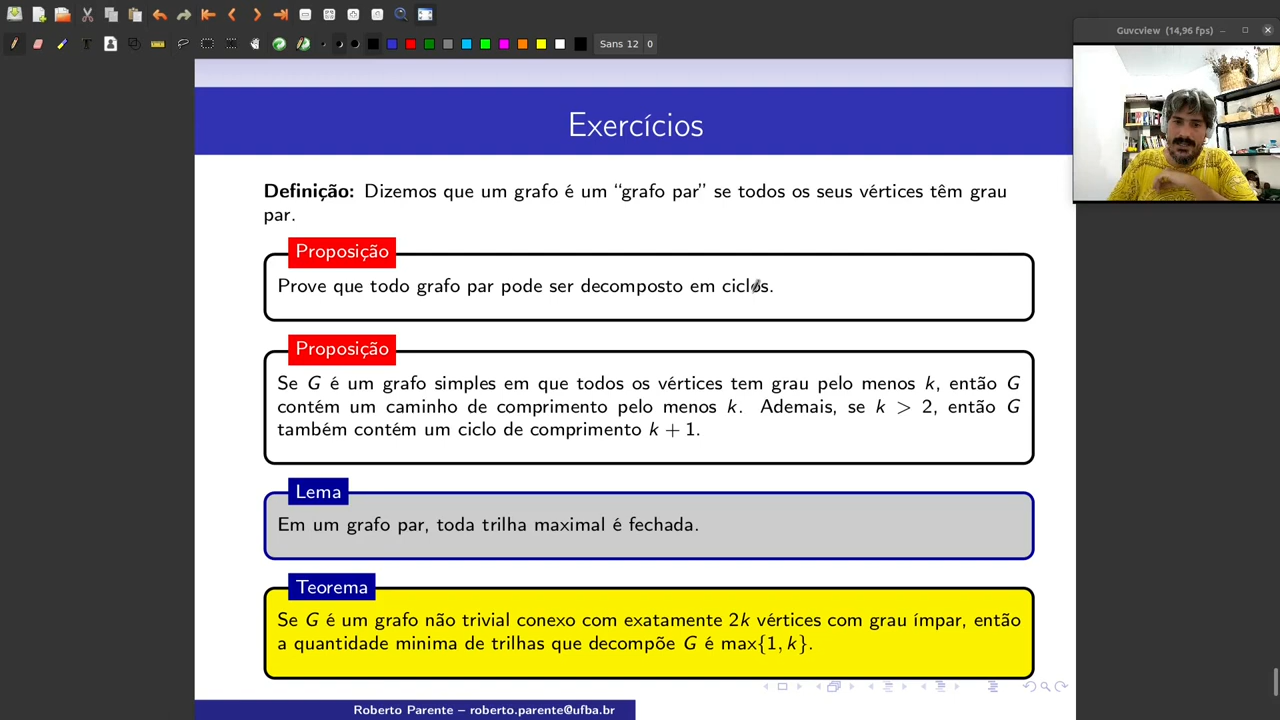 Guvcview (14,96 fps)
Sans 12 0
Exercícios
Definição: Dizemos que um grafo é um “grafo par” se todos os seus vértices têm grau
par.
Proposição
Prove que todo grafo par pode ser decomposto em ciclos.
Proposição
Se G é um grafo simples em que todos os vértices tem grau pelo menos k, então G
contém um caminho de comprimento pelo menos k. Ademais, se k > 2, então G
também contém um ciclo de comprimento k + 1.
Lema
Em um grafo par, toda trilha maximal é fechada.
Teorema
Se G é um grafo não trivial conexo com exatamente 2k vértices com grau ímpar, então
a quantidade minima de trilhas que decompõe G é max{1, k}.
Roberto Parente – roberto.parente@ufba.br